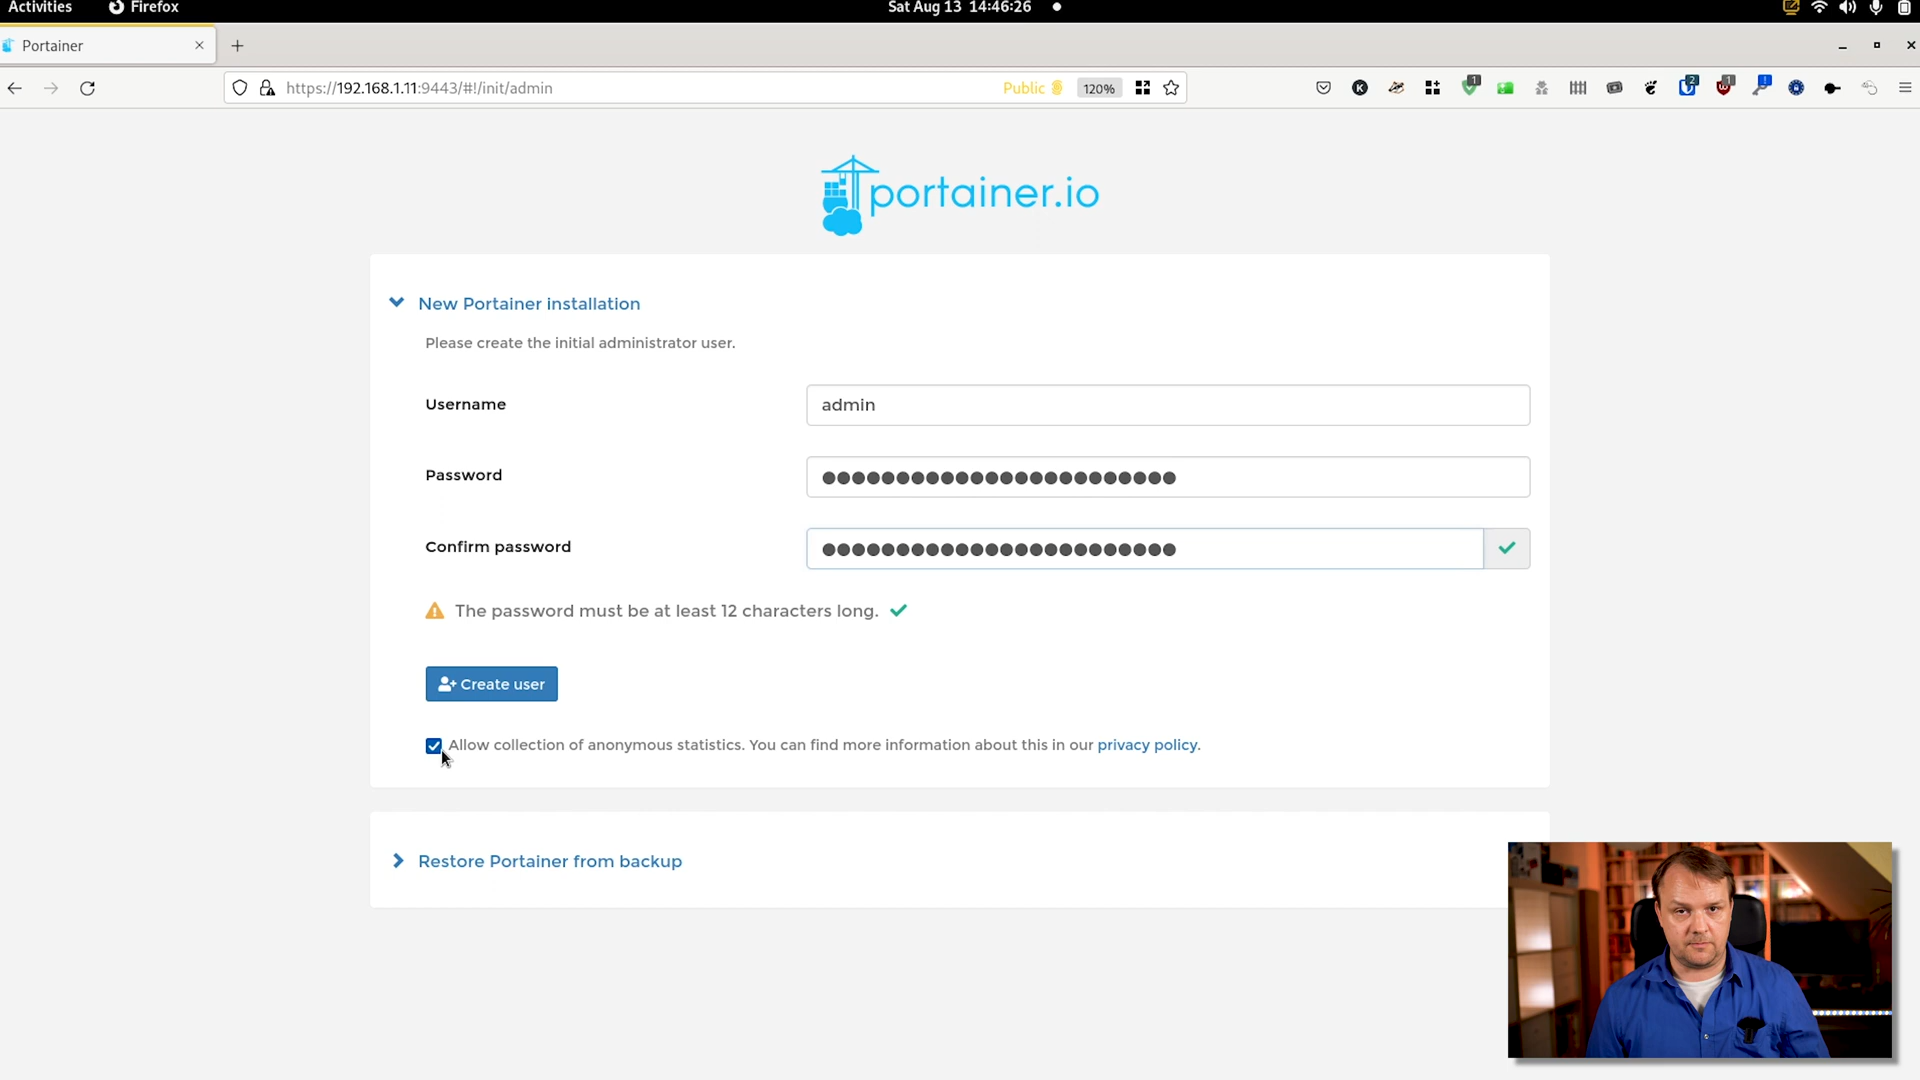 Activities Firefox Sat Aug 13 14:46:26
Portainer
https://192.168.1.11:9443/#!/init/admin Public 120%
1 2 1 !
portainer.io
New Portainer installation
Please create the initial administrator user.
Username admin
Password
Confirm password
The password must be at least 12 characters long.
Create user
Allow collection of anonymous statistics. You can find more information about this in our privacy policy.
Restore Portainer from backup